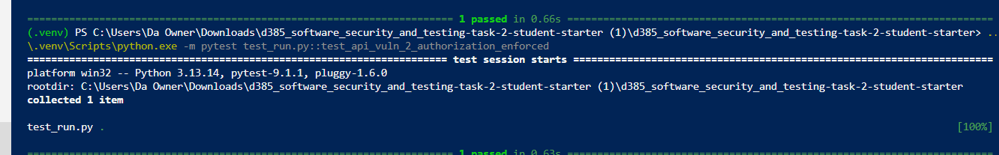 ============================================================================ 1 passed in 0.66s ============================================================================
(.venv) PS C:\Users\Da Owner\Downloads\d385_software_security_and_testing-task-2-student-starter (1)\d385_software_security_and_testing-task-2-student-starter> ..
\.venv\Scripts\python.exe -m pytest test_run.py::test_api_vuln_2_authorization_enforced
=========================================================================== test session starts ===========================================================================
platform win32 -- Python 3.13.14, pytest-9.1.1, pluggy-1.6.0
rootdir: C:\Users\Da Owner\Downloads\d385_software_security_and_testing-task-2-student-starter (1)\d385_software_security_and_testing-task-2-student-starter
collected 1 item
test_run.py . [100%]
============================================================================ 1 passed in 0.63s ============================================================================